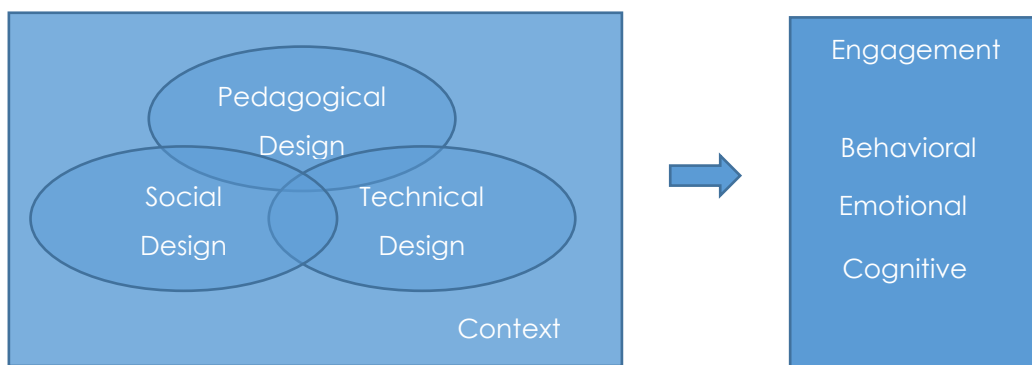 Pedagogical
Design
Social
Design
Technical
Design
Context
Engagement
Behavioral
Emotional
Cognitive